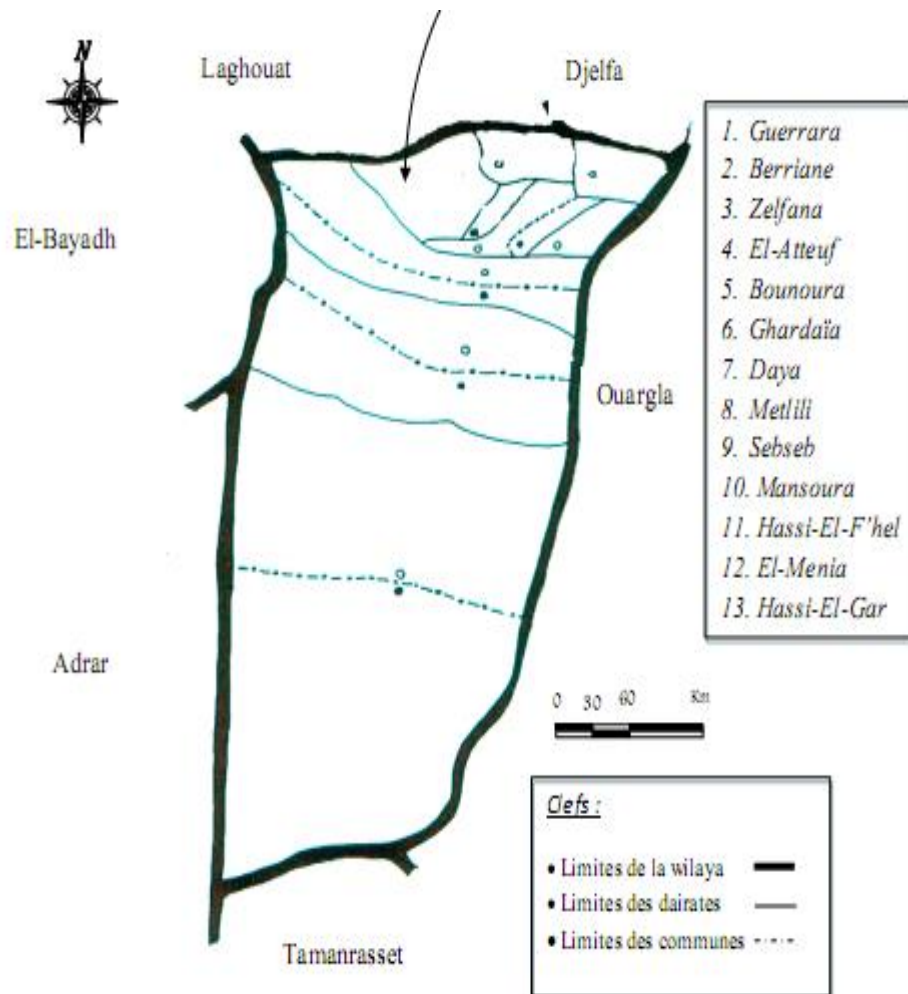 N
Laghouat
Djelfa
El-Bayadh
Ouargla
Adrar
Tamanrasset
1. Guerrara
2. Berriane
3. Zelfana
4. El-Atteuf
5. Bounoura
6. Ghardaïa
7. Daya
8. Metlili
9. Sebseb
10. Mansoura
11. Hassi-El-F'hel
12. El-Menia
13. Hassi-El-Gar
0 30 60 Km
Clefs :
• Limites de la wilaya
• Limites des dairates
• Limites des communes